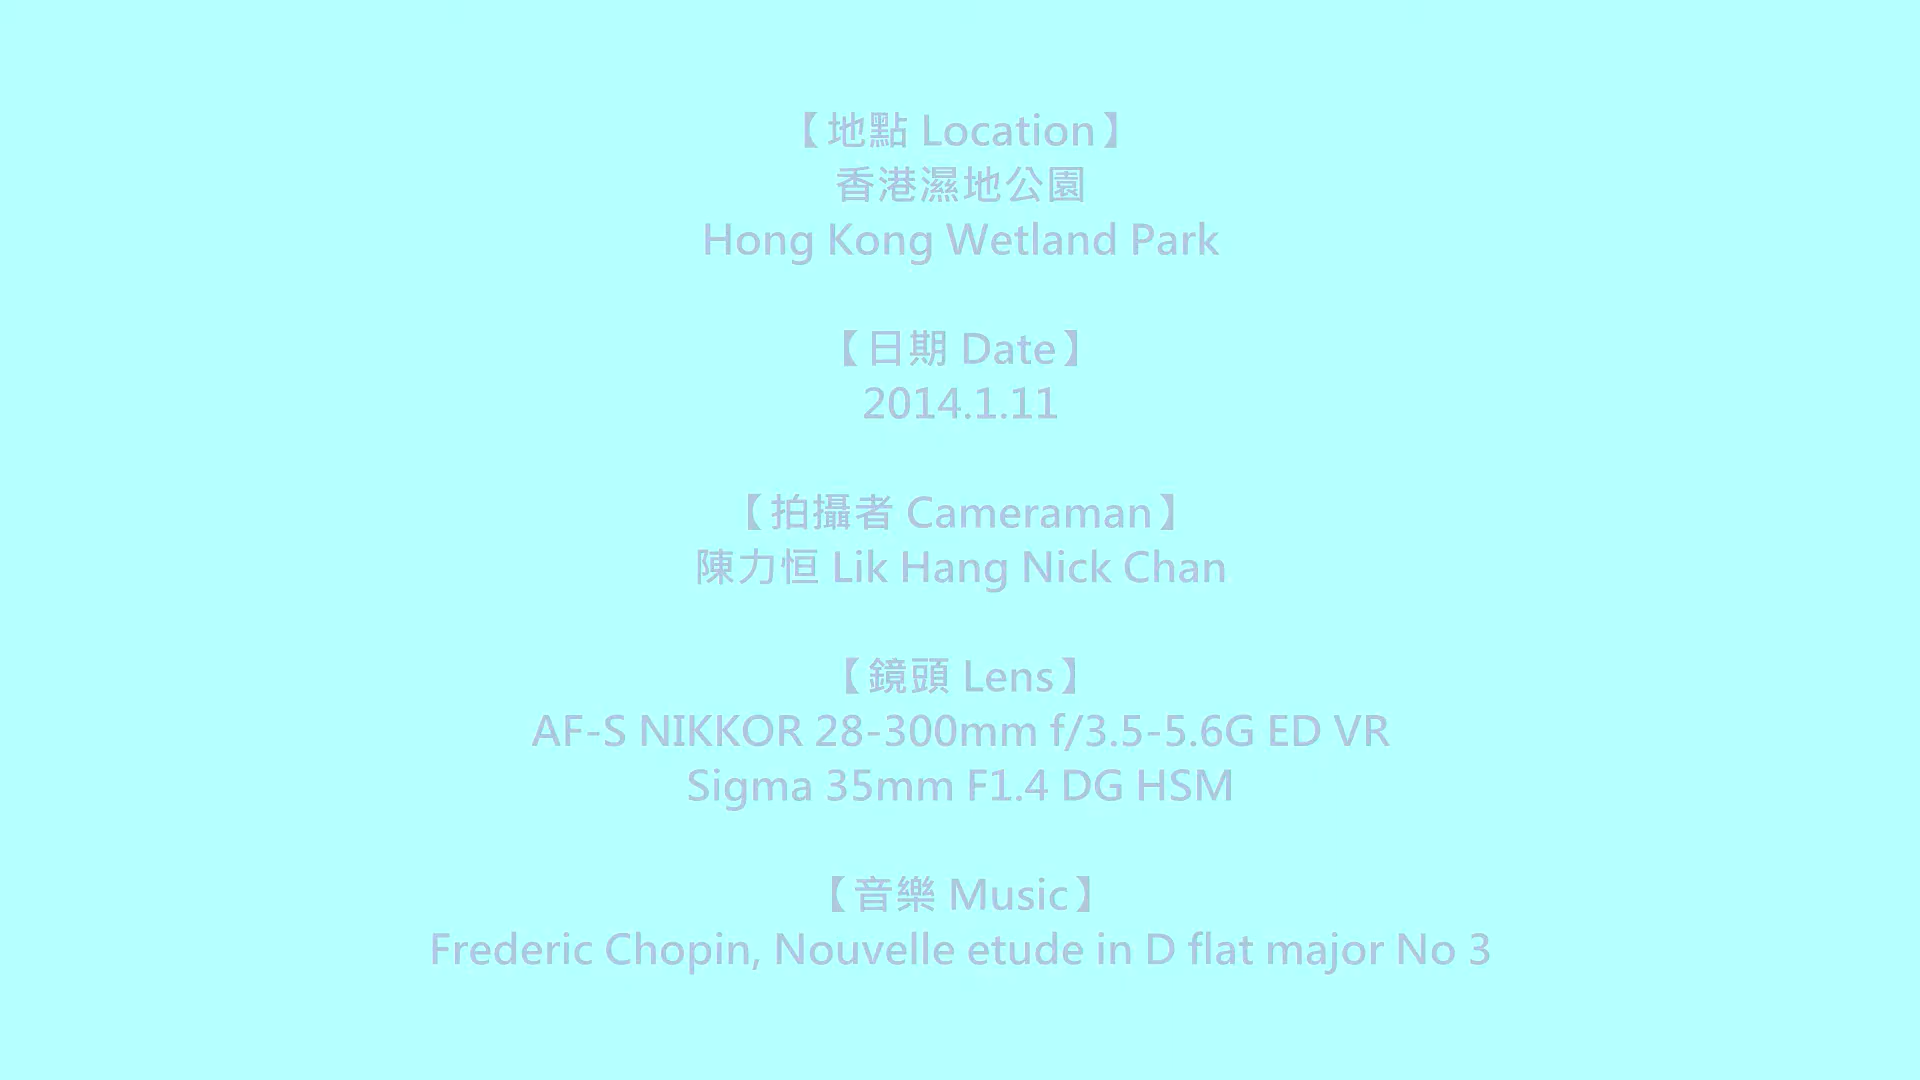 【地點 Location】
香港濕地公園
Hong Kong Wetland Park
【日期 Date】
2014.1.11
【拍攝者 Cameraman】
陳力恒 Lik Hang Nick Chan
【鏡頭 Lens】
AF-S NIKKOR 28-300mm f/3.5-5.6G ED VR
Sigma 35mm F1.4 DG HSM
【音樂 Music】
Frederic Chopin, Nouvelle etude in D flat major No 3